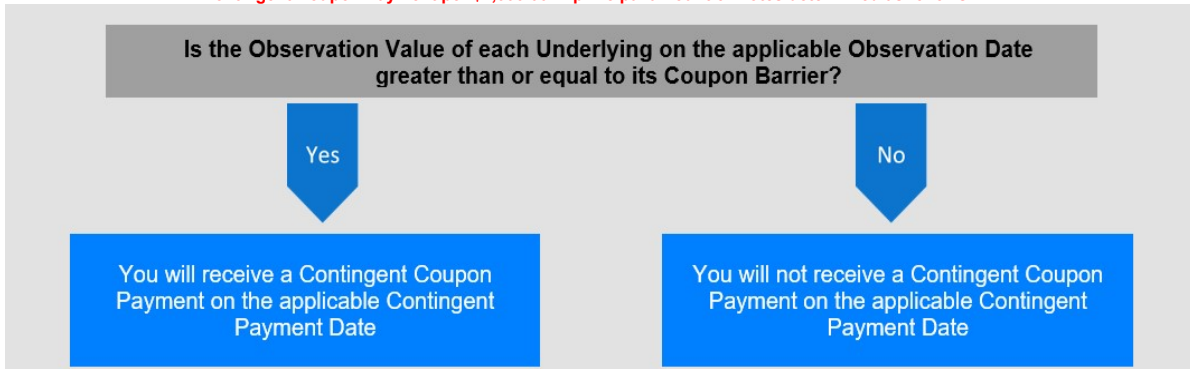 Is the Observation Value of each Underlying on the applicable Observation Date
greater than or equal to its Coupon Barrier?
Yes
No
You will receive a Contingent Coupon
Payment on the applicable Contingent
Payment Date
You will not receive a Contingent Coupon
Payment on the applicable Contingent
Payment Date